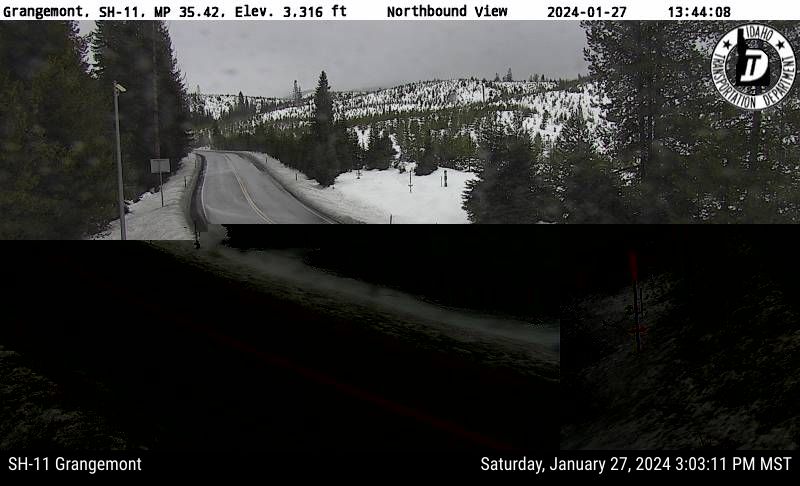 Grangemont, SH-11, MP 35.42, Elev. 3,316 ft Northbound View 2024-01-27 13:44:08
IDAHO
TRANSPORTATION DEPARTMENT
SH-11 Grangemont Saturday, January 27, 2024 3:03:11 PM MST